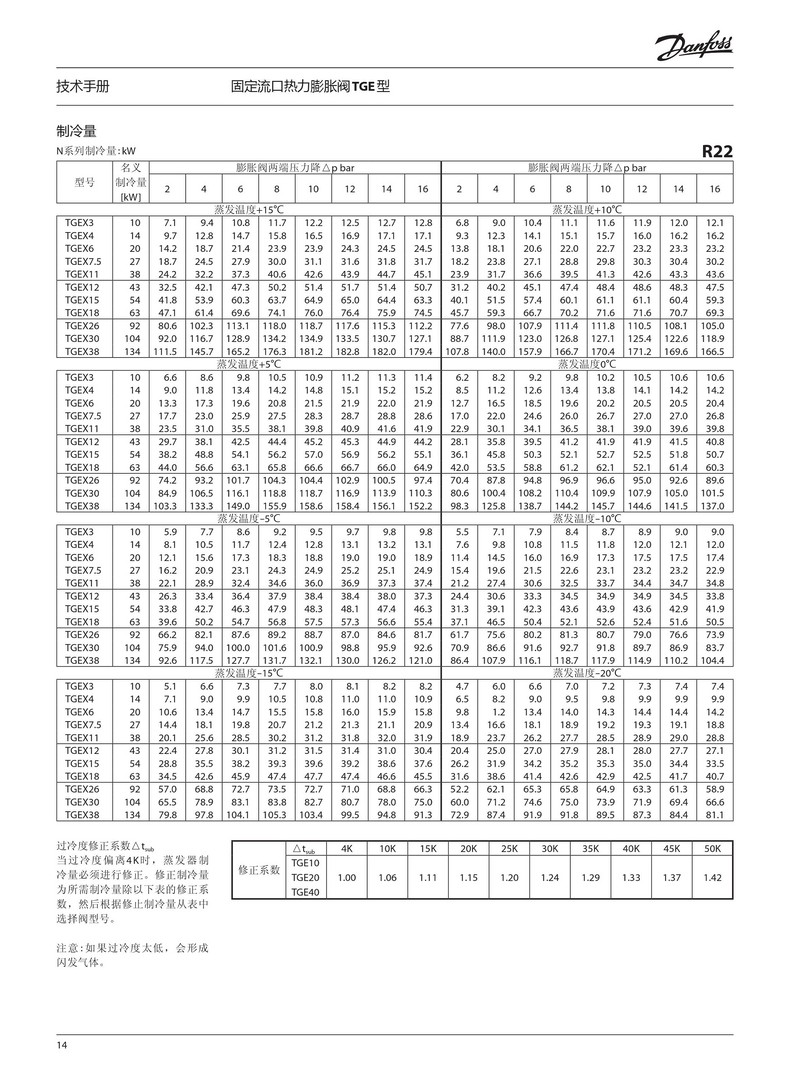 Danfoss
技术手册 固定流口热力膨胀阀TGE型
制冷量
N系列制冷量:kW R22
型号 名义制冷量[kW] 膨胀阀两端压力降△p bar 膨胀阀两端压力降△p bar
2 4 6 8 10 12 14 16 2 4 6 8 10 12 14 16
蒸发温度+15℃ 蒸发温度+10℃
TGEX3 10 7.1 9.4 10.8 11.7 12.2 12.5 12.7 12.8 6.8 9.0 10.4 11.1 11.6 11.9 12.0 12.1
TGEX4 14 9.7 12.8 14.7 15.8 16.5 16.9 17.1 17.1 9.3 12.3 14.1 15.1 15.7 16.0 16.2 16.2
TGEX6 20 14.2 18.7 21.4 23.9 23.9 24.3 24.5 24.5 13.8 18.1 20.6 22.0 22.7 23.2 23.3 23.2
TGEX7.5 27 18.7 24.5 27.9 30.0 31.1 31.6 31.8 31.7 18.2 23.8 27.1 28.8 29.8 30.3 30.4 30.2
TGEX11 38 24.2 32.2 37.3 40.6 42.6 43.9 44.7 45.1 23.9 31.7 36.6 39.5 41.3 42.6 43.3 43.6
TGEX12 43 32.5 42.1 47.3 50.2 51.4 51.7 51.4 50.7 31.2 40.2 45.1 47.4 48.4 48.6 48.3 47.5
TGEX15 54 41.8 53.9 60.3 63.7 64.9 65.0 64.4 63.3 40.1 51.5 57.4 60.1 61.1 61.1 60.4 59.3
TGEX18 63 47.1 61.4 69.6 74.1 76.0 76.4 75.9 74.5 45.7 59.3 66.7 70.2 71.6 71.6 70.7 69.3
TGEX26 92 80.6 102.3 113.1 118.0 118.7 117.6 115.3 112.2 77.6 98.0 107.9 111.4 111.8 110.5 108.1 105.0
TGEX30 104 92.0 116.7 128.9 134.2 134.9 133.5 130.7 127.1 88.7 111.9 123.0 126.8 127.1 125.4 122.6 118.9
TGEX38 134 111.5 145.7 165.2 176.3 181.2 182.8 182.0 179.4 107.8 140.0 157.9 166.7 170.4 171.2 169.6 166.5
蒸发温度+5℃ 蒸发温度0℃
TGEX3 10 6.6 8.6 9.8 10.5 10.9 11.2 11.3 11.4 6.2 8.2 9.2 9.8 10.2 10.5 10.6 10.6
TGEX4 14 9.0 11.8 13.4 14.2 14.8 15.1 15.2 15.2 8.5 11.2 12.6 13.4 13.8 14.1 14.2 14.2
TGEX6 20 13.3 17.3 19.6 20.8 21.5 21.9 22.0 21.9 12.7 16.5 18.5 19.6 20.2 20.5 20.5 20.4
TGEX7.5 27 17.7 23.0 25.9 27.5 28.3 28.7 28.8 28.6 17.0 22.0 24.6 26.0 26.7 27.0 27.0 26.8
TGEX11 38 23.5 31.0 35.5 38.1 39.8 40.9 41.6 41.9 22.9 30.1 34.1 36.5 38.1 39.0 39.6 39.8
TGEX12 43 29.7 38.1 42.5 44.4 45.2 45.3 44.9 44.2 28.1 35.8 39.5 41.2 41.9 41.9 41.5 40.8
TGEX15 54 38.2 48.8 54.1 56.2 57.0 56.9 56.2 55.1 36.1 45.8 50.3 52.1 52.7 52.5 51.8 50.7
TGEX18 63 44.0 56.6 63.1 65.8 66.6 66.7 66.0 64.9 42.0 53.5 58.8 61.2 62.1 52.1 61.4 60.3
TGEX26 92 74.2 93.2 101.7 104.3 104.4 102.9 100.5 97.4 70.4 87.8 94.8 96.9 96.6 95.0 92.6 89.6
TGEX30 104 84.9 106.5 116.1 118.8 118.7 116.9 113.9 110.3 80.6 100.4 108.2 110.4 109.9 107.9 105.0 101.5
TGEX38 134 103.3 133.3 149.0 155.9 158.6 158.4 156.1 152.2 98.3 125.8 138.7 144.2 145.7 144.6 141.5 137.0
蒸发温度-5℃ 蒸发温度-10℃
TGEX3 10 5.9 7.7 8.6 9.2 9.5 9.7 9.8 9.8 5.5 7.1 7.9 8.4 8.7 8.9 9.0 9.0
TGEX4 14 8.1 10.5 11.7 12.4 12.8 13.1 13.2 13.1 7.6 9.8 10.8 11.5 11.8 12.0 12.1 12.0
TGEX6 20 12.1 15.6 17.3 18.3 18.8 19.0 19.0 18.9 11.4 14.5 16.0 16.9 17.3 17.5 17.5 17.4
TGEX7.5 27 16.2 20.9 23.1 24.3 24.9 25.2 25.1 24.9 15.4 19.6 21.5 22.6 23.1 23.2 23.2 22.9
TGEX11 38 22.1 28.9 32.4 34.6 36.0 36.9 37.3 37.4 21.2 27.4 30.6 32.5 33.7 34.4 34.7 34.8
TGEX12 43 26.3 33.4 36.4 37.9 38.4 38.4 38.0 37.3 24.4 30.6 33.3 34.5 34.9 34.9 34.5 33.8
TGEX15 54 33.8 42.7 46.3 47.9 48.3 48.1 47.4 46.3 31.3 39.1 42.3 43.6 43.9 43.6 42.9 41.9
TGEX18 63 39.6 50.2 54.7 56.8 57.5 57.3 56.6 55.4 37.1 46.5 50.4 52.1 52.6 52.4 51.6 50.5
TGEX26 92 66.2 82.1 87.6 89.2 88.7 87.0 84.6 81.7 61.7 75.6 80.2 81.3 80.7 79.0 76.6 73.9
TGEX30 104 75.9 94.0 100.0 101.6 100.9 98.8 95.9 92.6 70.9 86.6 91.6 92.7 91.8 89.7 86.9 83.7
TGEX38 134 92.6 117.5 127.7 131.7 132.1 130.0 126.2 121.0 86.4 107.9 116.1 118.7 117.9 114.9 110.2 104.4
蒸发温度-15℃ 蒸发温度-20℃
TGEX3 10 5.1 6.6 7.3 7.7 8.0 8.1 8.2 8.2 4.7 6.0 6.6 7.0 7.2 7.3 7.4 7.4
TGEX4 14 7.1 9.0 9.9 10.5 10.8 11.0 11.0 10.9 6.5 8.2 9.0 9.5 9.8 9.9 9.9 9.9
TGEX6 20 10.6 13.4 14.7 15.5 15.8 16.0 15.9 15.8 9.8 1.2 13.4 14.0 14.3 14.4 14.4 14.2
TGEX7.5 27 14.4 18.1 19.8 20.7 21.2 21.3 21.1 20.9 13.4 16.6 18.1 18.9 19.2 19.3 19.1 18.8
TGEX11 38 20.1 25.6 28.5 30.2 31.2 31.8 32.0 31.9 18.9 23.7 26.2 27.7 28.5 28.9 29.0 28.8
TGEX12 43 22.4 27.8 30.1 31.2 31.5 31.4 31.0 30.4 20.4 25.0 27.0 27.9 28.1 28.0 27.7 27.1
TGEX15 54 28.8 35.5 38.2 39.3 39.6 39.2 38.6 37.6 26.2 31.9 34.2 35.2 35.3 35.0 34.4 33.5
TGEX18 63 34.5 42.6 45.9 47.4 47.7 47.4 46.6 45.5 31.6 38.6 41.4 42.6 42.9 42.5 41.7 40.7
TGEX26 92 57.0 68.8 72.7 73.5 72.7 71.0 68.8 66.3 52.2 62.1 65.3 65.8 64.9 63.3 61.3 58.9
TGEX30 104 65.5 78.9 83.1 83.8 82.7 80.7 78.0 75.0 60.0 71.2 74.6 75.0 73.9 71.9 69.4 66.6
TGEX38 134 79.8 97.8 104.1 105.3 103.4 99.5 94.8 91.3 72.9 87.4 91.9 91.8 89.5 87.3 84.4 81.1
过冷度修正系数△tsub
当过冷度偏离4K时，蒸发器制
冷量必须进行修正。修正制冷量
为所需制冷量除以下表的修正系
数，然后根据修止制冷量从表中
选择阀型号。
注意:如果过冷度太低，会形成
闪发气体。
△tsub 4K 10K 15K 20K 25K 30K 35K 40K 45K 50K
修正系数
TGE10
TGE20 1.00 1.06 1.11 1.15 1.20 1.24 1.29 1.33 1.37 1.42
TGE40
14